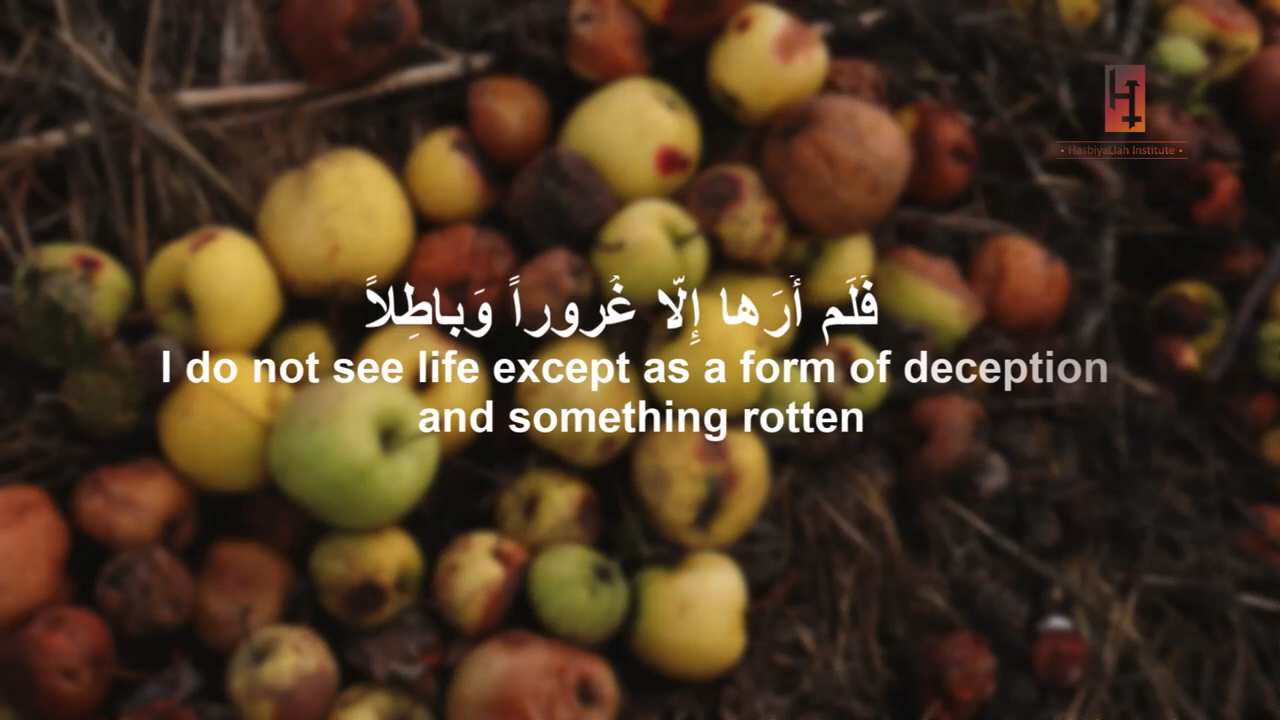 HasbiyaLlah Institute
فَلَم أَرَها إِلّا غُروراً وَباطِلاً
I do not see life except as a form of deception
and something rotten